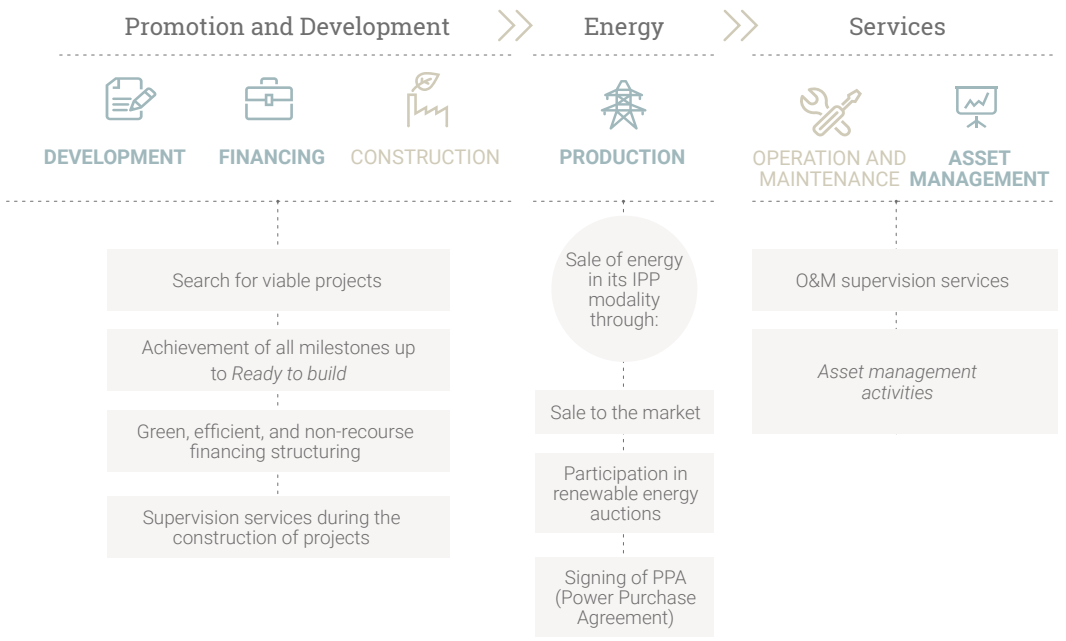 Promotion and Development
Energy
Services
DEVELOPMENT
FINANCING
CONSTRUCTION
PRODUCTION
OPERATION AND
MAINTENANCE
ASSET
MANAGEMENT
Search for viable projects
Achievement of all milestones up
to Ready to build
Green, efficient, and non-recourse
financing structuring
Supervision services during the
construction of projects
Sale of energy
in its IPP
modality
through:
Sale to the market
Participation in
renewable energy
auctions
Signing of PPA
(Power Purchase
Agreement)
O&M supervision services
Asset management
activities